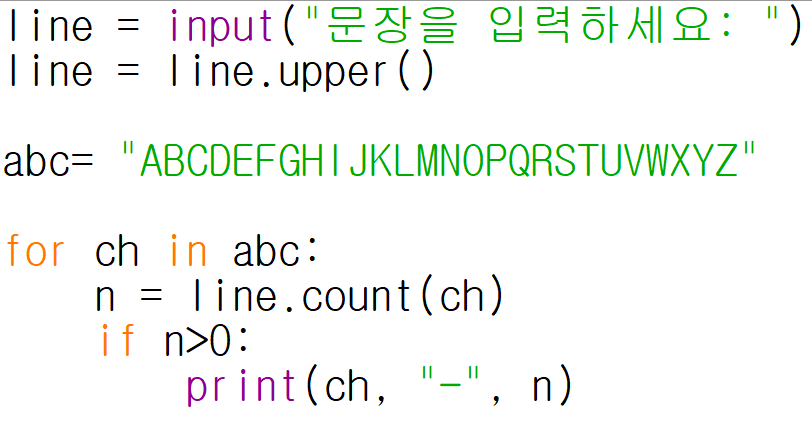 line = input("문장을 입력하세요: ")
line = line.upper()
abc= "ABCDEFGHIJKLMNOPQRSTUVWXYZ"
for ch in abc:
    n = line.count(ch)
    if n>0:
        print(ch, "-", n)